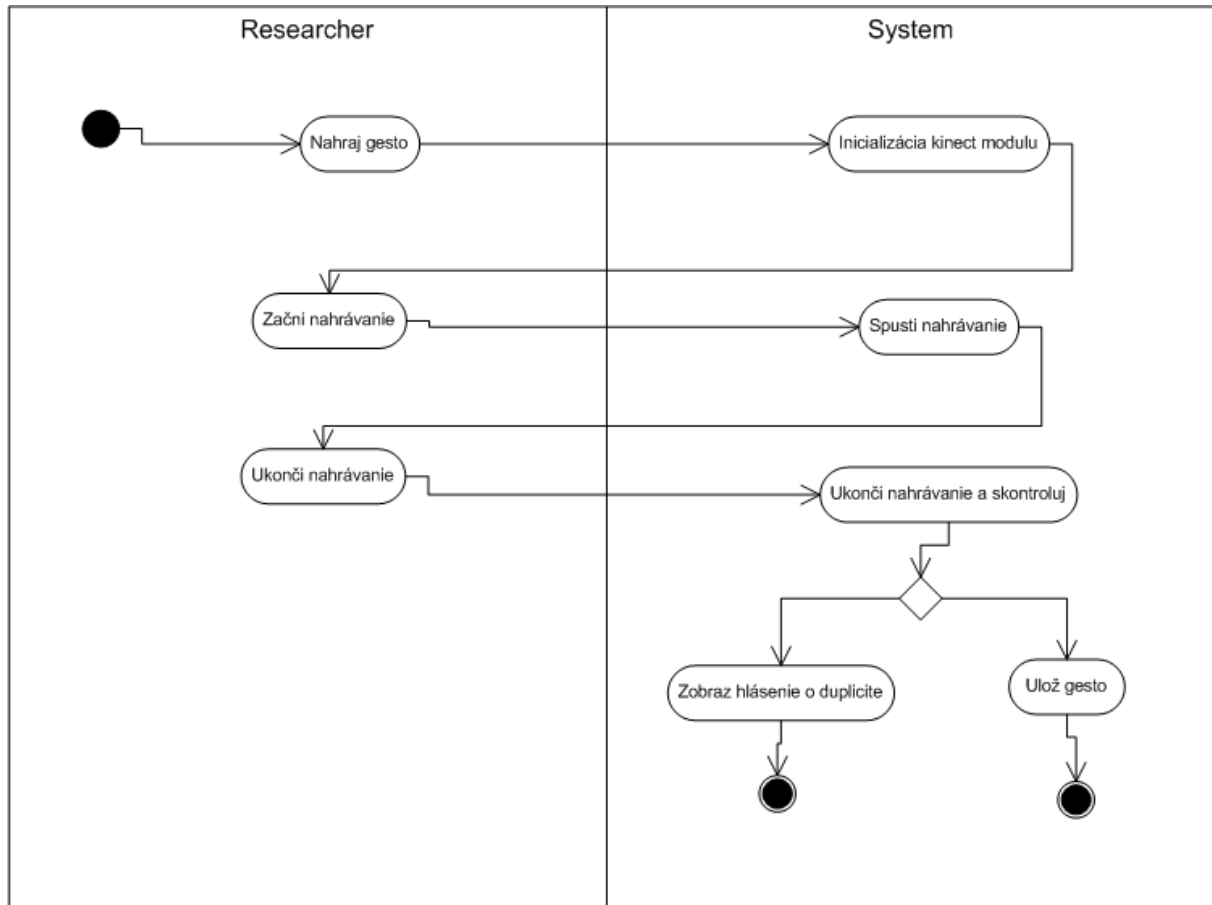 Researcher
System
Nahraj gesto
Inicializácia kinect modulu
Začni nahrávanie
Spusti nahrávanie
Ukonči nahrávanie
Ukonči nahrávanie a skontroluj
Zobraz hlásenie o duplicite
Ulož gesto